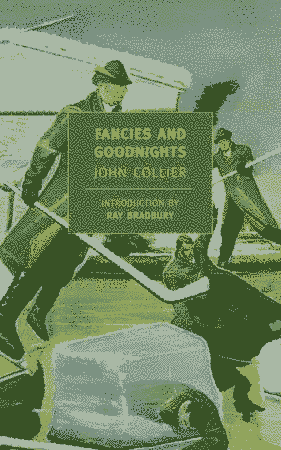 FANCIES AND
GOODNIGHTS
JOHN COLLIER
INTRODUCTION BY
RAY BRADBURY